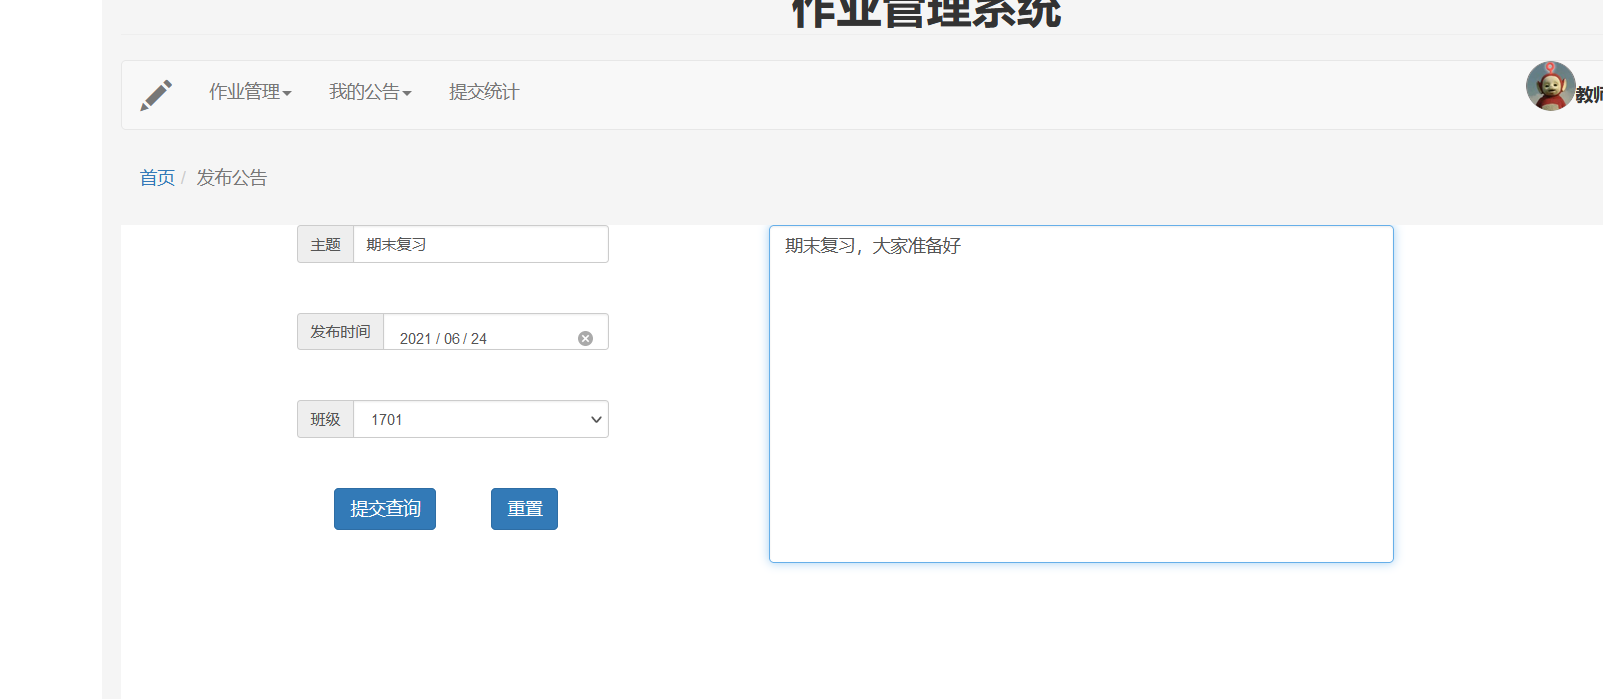 作业管理系统
作业管理 我的公告 提交统计
教师
首页 / 发布公告
主题 期末复习
期末复习，大家准备好
发布时间 2021 / 06 / 24
班级 1701
提交查询 重置